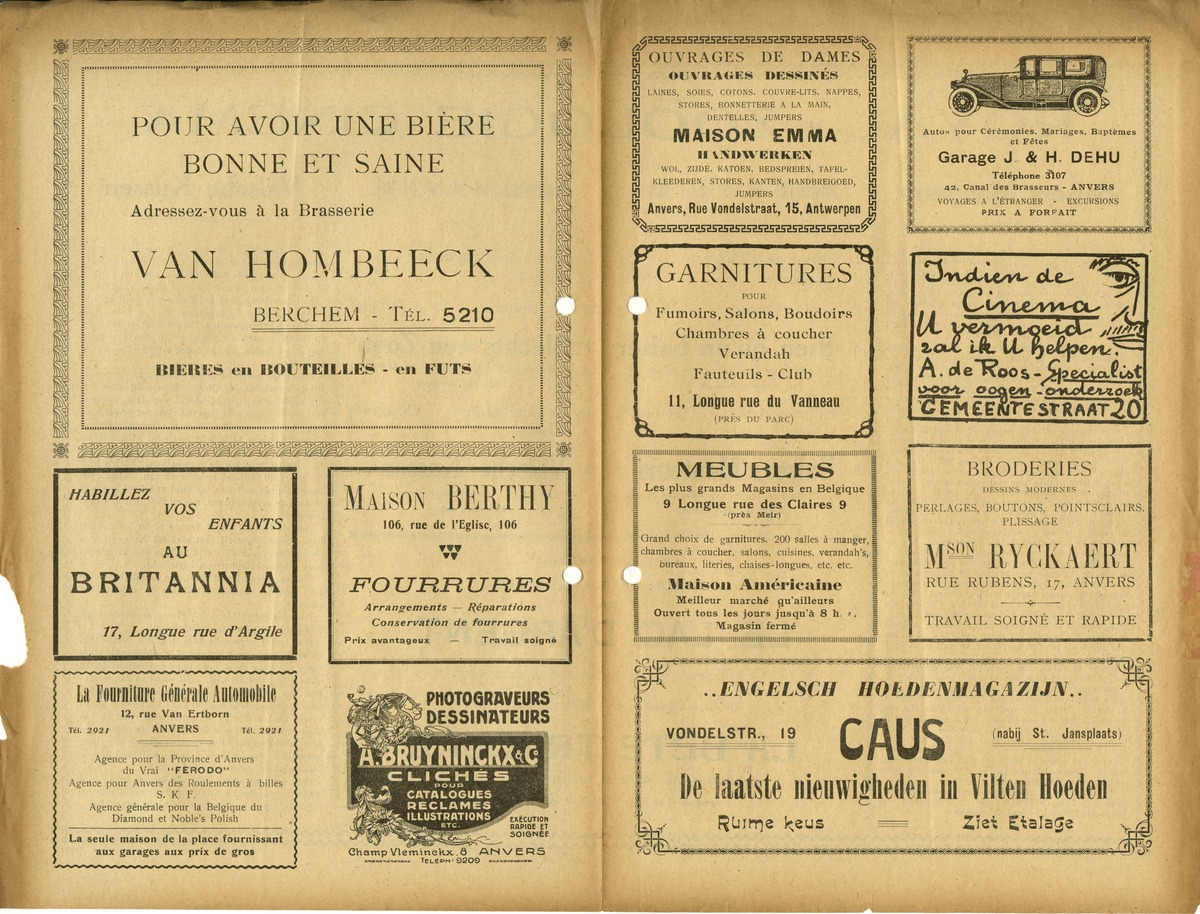 POUR AVOIR UNE BIÈRE
BONNE ET SAINE
Adressez-vous à la Brasserie
VAN HOMBEECK
BERCHEM - TÉL. 5210
BIERES en BOUTEILLES - en FUTS
HABILLEZ
VOS
ENFANTS
AU
BRITANNIA
17, Longue rue d'Argile
MAISON BERTHY
106, rue de l'Eglise, 106
FOURRURES
Arrangements — Réparations
Conservation de fourrures
Prix avantageux — Travail soigné
La Fourniture Générale Automobile
12, rue Van Ertborn
Tél. 2921 ANVERS Tél. 2921
Agence pour la Province d'Anvers
du Vrai "FERODO"
Agence pour Anvers des Roulements à billes
S. K. F.
Agence générale pour la Belgique du
Diamond et Noble's Polish
La seule maison de la place fournissant
aux garages aux prix de gros
PHOTOGRAVEURS
DESSINATEURS
A. BRUYNINCKX & Co
CLICHÉS
POUR
CATALOGUES
RECLAMES
ILLUSTRATIONS
ETC.
EXÉCUTION
RAPIDE ET
SOIGNÉE
Champ Vleminckx. 8 ANVERS
TELÉPH. 9209
OUVRAGES DE DAMES
OUVRAGES DESSINÉS
LAINES, SOIES, COTONS. COUVRE-LITS, NAPPES,
STORES, BONNETTERIE A LA MAIN,
DENTELLES, JUMPERS
MAISON EMMA
HANDWERKEN
WOL, ZIJDE. KATOEN. BEDSPREIEN, TAFEL-
KLEEDEREN, STORES, KANTEN, HANDBREIGOED,
JUMPERS
Anvers, Rue Vondelstraat, 15, Antwerpen
Autos pour Cérémonies, Mariages, Baptèmes
et Fêtes
Garage J. & H. DEHU
Téléphone 3107
42, Canal des Brasseurs - ANVERS
VOYAGES A L'ÉTRANGER - EXCURSIONS
PRIX A FORFAIT
GARNITURES
POUR
Fumoirs, Salons, Boudoirs
Chambres à coucher
Verandah
Fauteuils - Club
11, Longue rue du Vanneau
(PRÈS DU PARC)
Indien de
Cinema
U vermoeid
zal ik U helpen.
A. de Roos - Specialist
voor oogen-onderzoek
GEMEENTESTRAAT 20
MEUBLES
Les plus grands Magasins en Belgique
9 Longue rue des Claires 9
(près Meir)
Grand choix de garnitures. 200 salles à manger,
chambres à coucher, salons, cuisines, verandah's,
bureaux, literies, chaises-longues, etc. etc.
Maison Américaine
Meilleur marché qu'ailleurs
Ouvert tous les jours jusqu'à 8 h.
Magasin fermé
BRODERIES
DESSINS MODERNES
PERLAGES, BOUTONS, POINTSCLAIRS,
PLISSAGE
MSON RYCKAERT
RUE RUBENS, 17, ANVERS
TRAVAIL SOIGNÉ ET RAPIDE
..ENGELSCH HOEDENMAGAZIJN..
VONDELSTR., 19 CAUS (nabij St. Jansplaats)
De laatste nieuwigheden in Vilten Hoeden
Ruime keus Ziet Etalage